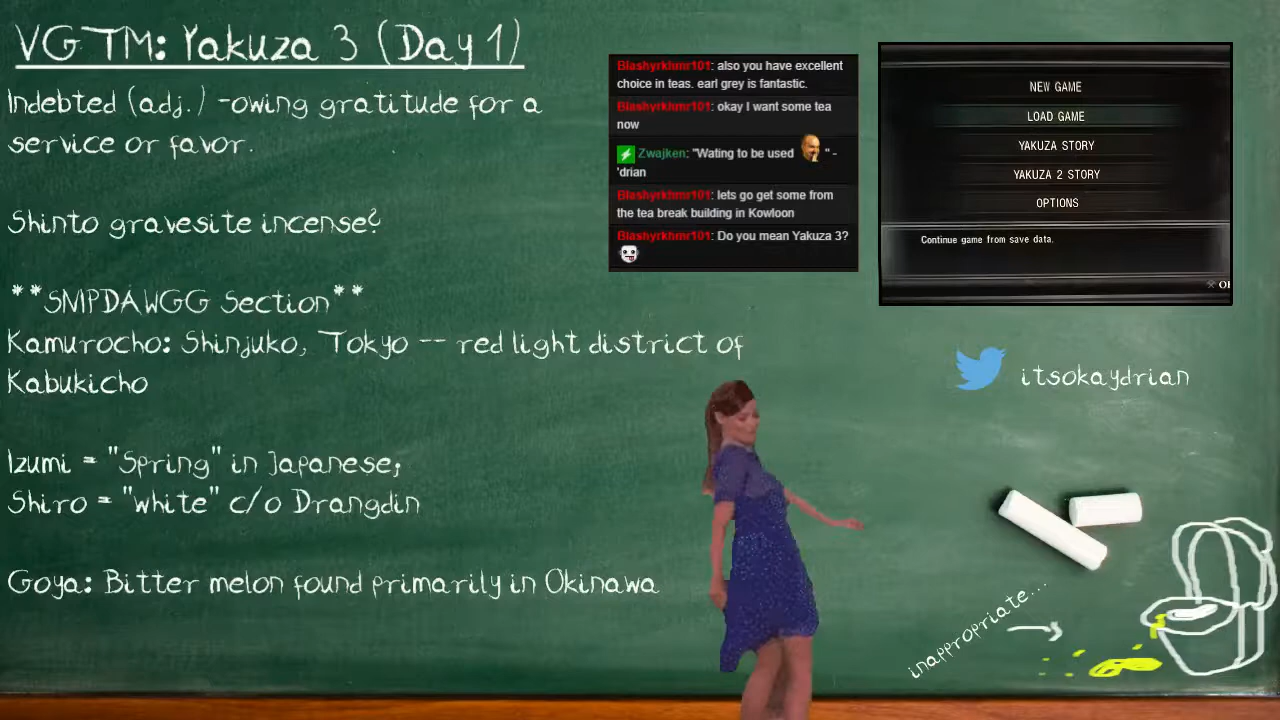 VGTM: Yakuza 3 (Day 1)
Indebted (adj.) -owing gratitude for a
service or favor.
Shinto gravesite incense?
**SNIPDAWGG Section**
Kamurocho: Shinjuko, Tokyo -- red light district of
Kabukicho
Izumi = "Spring" in Japanese;
Shiro = "white" c/o Drangdin
Goya: Bitter melon found primarily in Okinawa
Blashyrkhmr101: also you have excellent
choice in teas. earl grey is fantastic.
Blashyrkhmr101: okay I want some tea
now
Zwajken: "Wating to be used " -
'drian
Blashyrkhmr101: lets go get some from
the tea break building in Kowloon
Blashyrkhmr101: Do you mean Yakuza 3?
NEW GAME
LOAD GAME
YAKUZA STORY
YAKUZA 2 STORY
OPTIONS
Continue game from save data.
itsokaydrian
inappropriate...